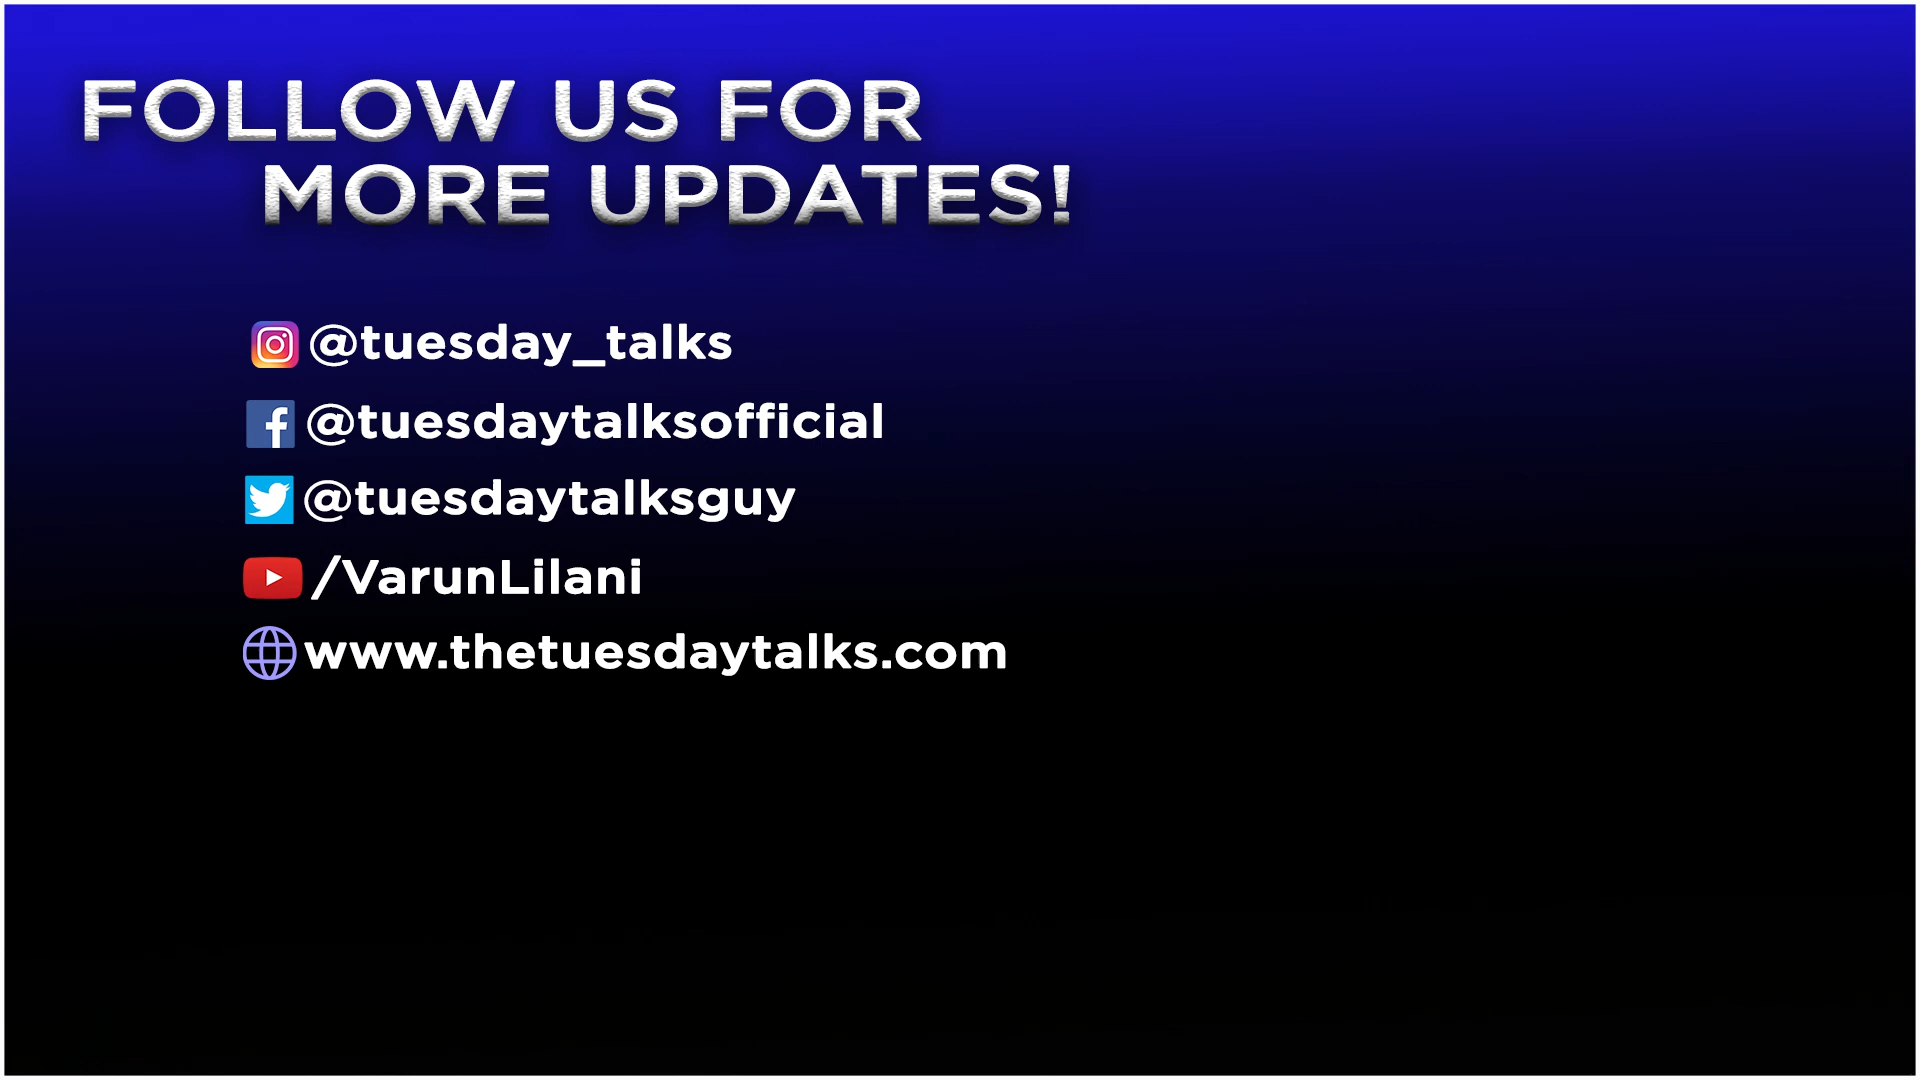 FOLLOW US FOR
MORE UPDATES!
@tuesday_talks
@tuesdaytalksofficial
@tuesdaytalksguy
/VarunLilani
www.thetuesdaytalks.com